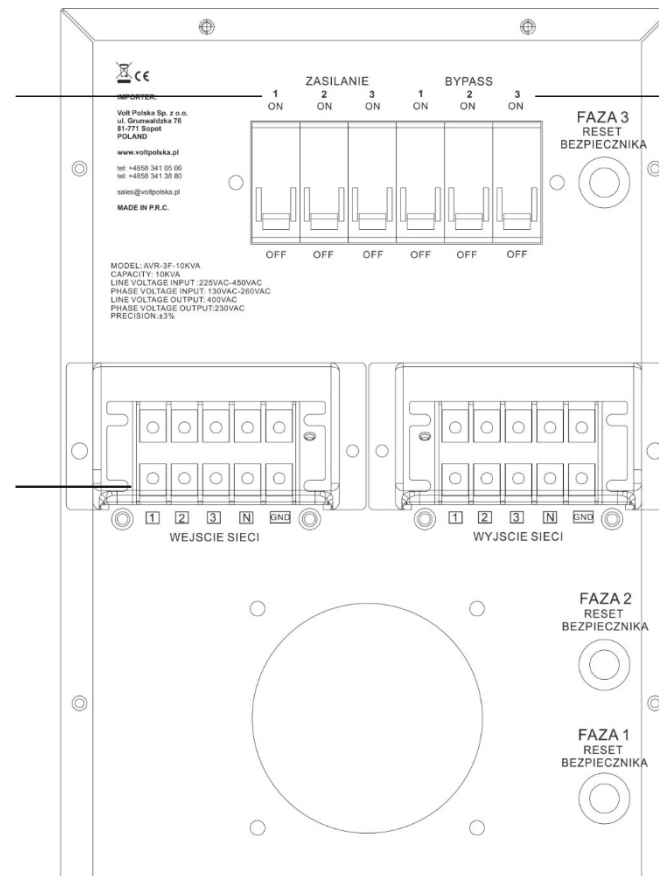 CE
IMPORTER:
Volt Polska Sp. z o.o.
ul. Grunwaldzka 76
81-771 Sopot
POLAND
www.voltpolska.pl
tel: +4858 341 05 06
tel: +4858 341 38 80
sales@voltpolska.pl
MADE IN P.R.C.
ZASILANIE BYPASS
1 2 3 1 2 3
ON ON ON ON ON ON
OFF OFF OFF OFF OFF OFF
FAZA 3
RESET
BEZPIECZNIKA
MODEL: AVR-3F-10KVA
CAPACITY: 10KVA
LINE VOLTAGE INPUT :225VAC-450VAC
PHASE VOLTAGE INPUT: 130VAC-260VAC
LINE VOLTAGE OUTPUT: 400VAC
PHASE VOLTAGE OUTPUT:230VAC
PRECISION:±3%
1 2 3 N GND
WEJSCIE SIECI
1 2 3 N GND
WYJSCIE SIECI
FAZA 2
RESET
BEZPIECZNIKA
FAZA 1
RESET
BEZPIECZNIKA